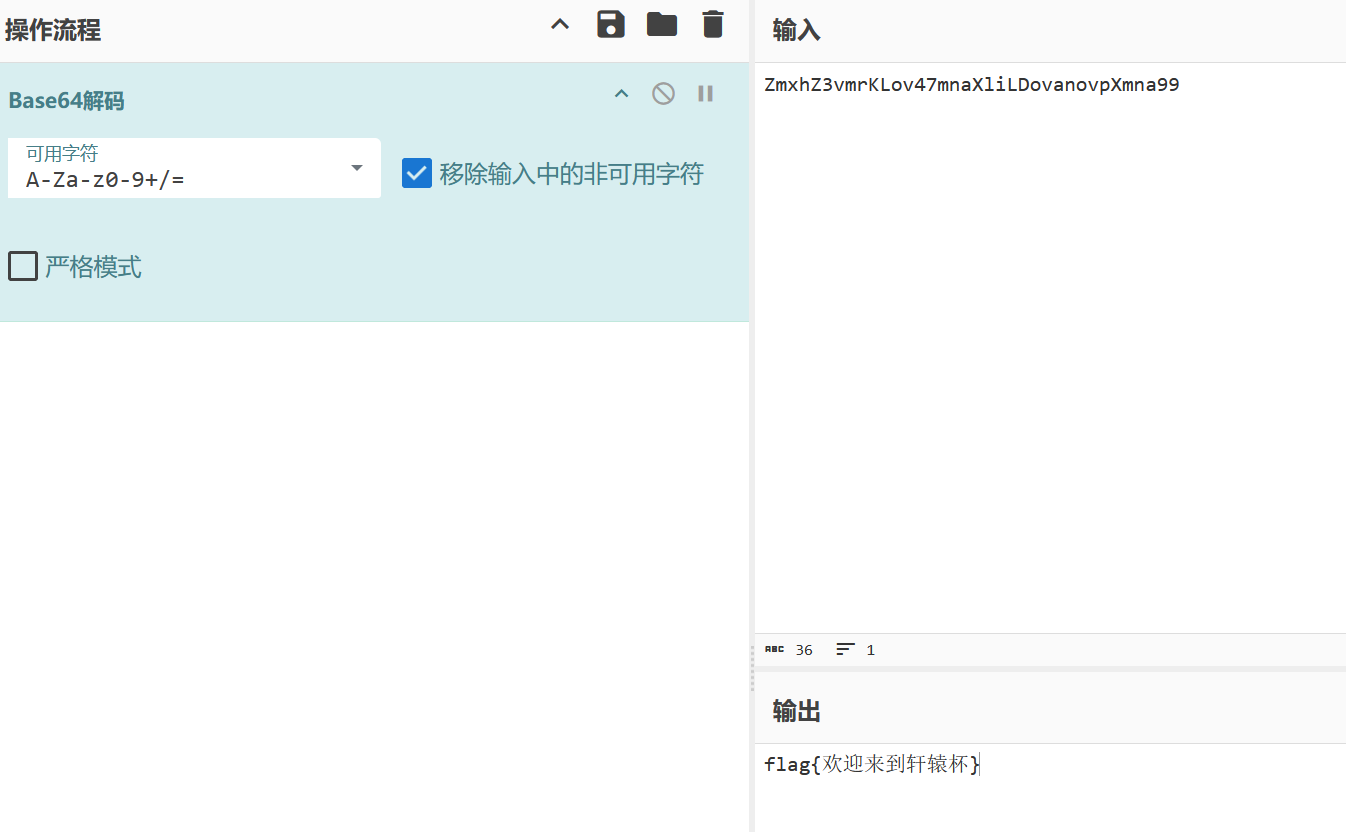 操作流程
Base64解码
可用字符
A-Za-z0-9+/=
移除输入中的非可用字符
严格模式
输入
ZmxhZ3vmrKLov47mnaXliLDovanovpXmna99
ABC 36 1
输出
flag{欢迎来到轩辕杯}